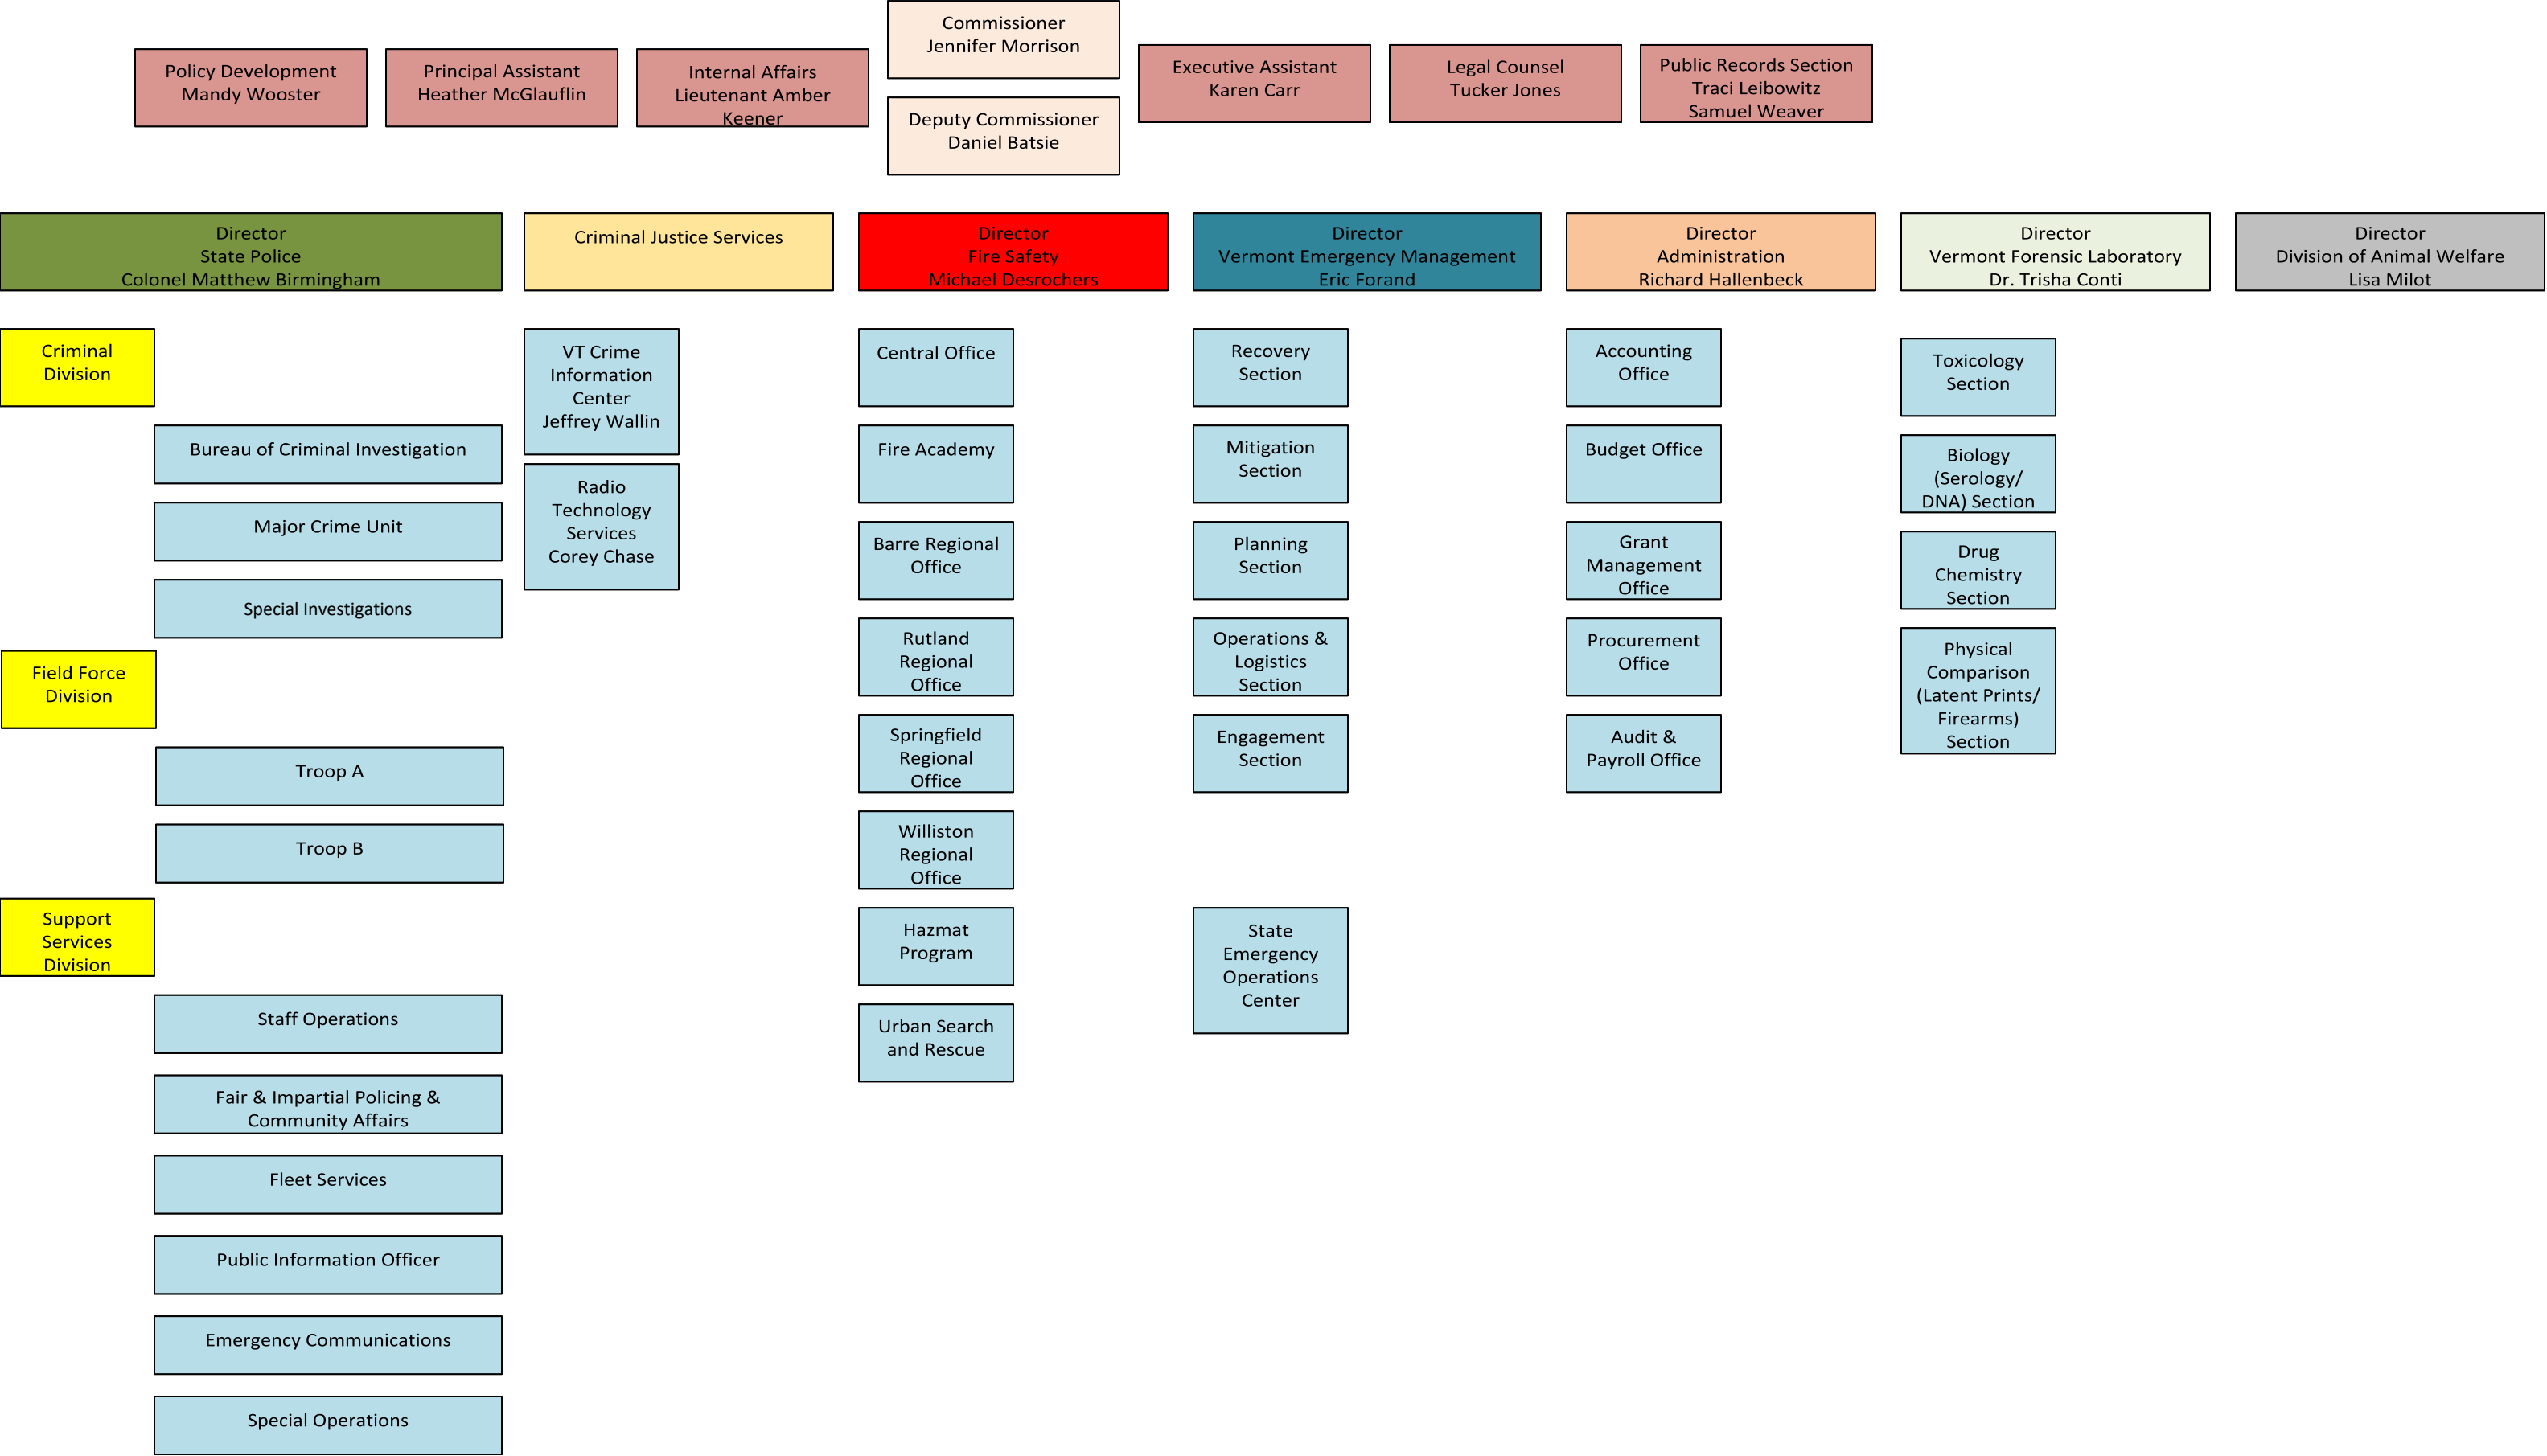 Commissioner
Jennifer Morrison
Policy Development
Mandy Wooster
Principal Assistant
Heather McGlauflin
Internal Affairs
Lieutenant Amber
Keener
Executive Assistant
Karen Carr
Legal Counsel
Tucker Jones
Public Records Section
Traci Leibowitz
Samuel Weaver
Deputy Commissioner
Daniel Batsie
Director
State Police
Colonel Matthew Birmingham
Criminal Justice Services
Director
Fire Safety
Michael Desrochers
Director
Vermont Emergency Management
Eric Forand
Director
Administration
Richard Hallenbeck
Director
Vermont Forensic Laboratory
Dr. Trisha Conti
Director
Division of Animal Welfare
Lisa Milot
Criminal
Division
Bureau of Criminal Investigation
Major Crime Unit
Special Investigations
Field Force
Division
Troop A
Troop B
Support
Services
Division
Staff Operations
Fair & Impartial Policing &
Community Affairs
Fleet Services
Public Information Officer
Emergency Communications
Special Operations
VT Crime
Information
Center
Jeffrey Wallin
Radio
Technology
Services
Corey Chase
Central Office
Fire Academy
Barre Regional
Office
Rutland
Regional
Office
Springfield
Regional
Office
Williston
Regional
Office
Hazmat
Program
Urban Search
and Rescue
Recovery
Section
Mitigation
Section
Planning
Section
Operations &
Logistics
Section
Engagement
Section
State
Emergency
Operations
Center
Accounting
Office
Budget Office
Grant
Management
Office
Procurement
Office
Audit &
Payroll Office
Toxicology
Section
Biology
(Serology/
DNA) Section
Drug
Chemistry
Section
Physical
Comparison
(Latent Prints/
Firearms)
Section